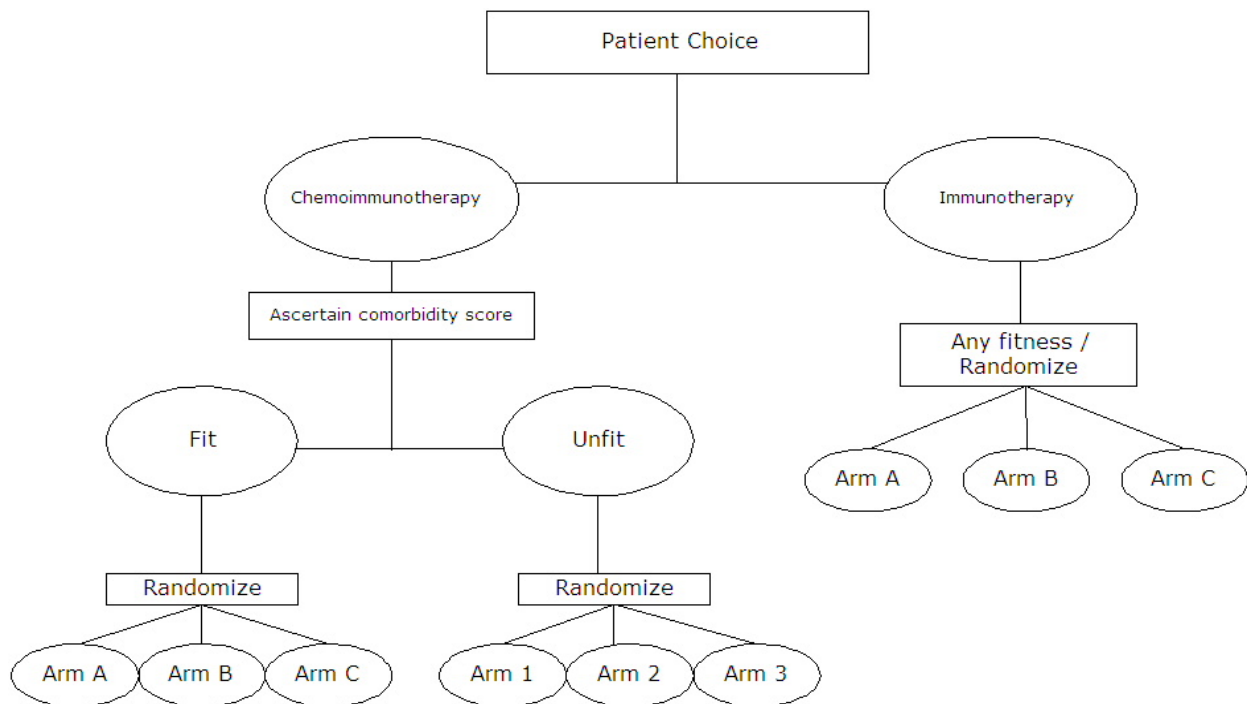 Patient Choice
Chemoimmunotherapy
Immunotherapy
Ascertain comorbidity score
Any fitness /
Randomize
Fit
Unfit
Arm A
Arm B
Arm C
Randomize
Randomize
Arm A
Arm B
Arm C
Arm 1
Arm 2
Arm 3